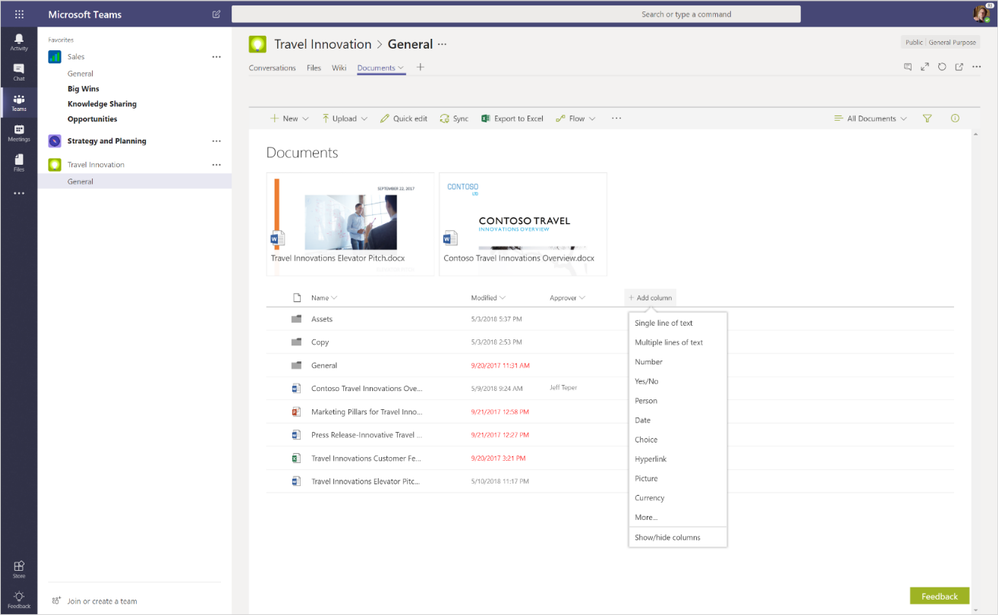 Microsoft Teams
Search or type a command
Activity
Chat
Teams
Meetings
Files
Store
Feedback
Favorites
Sales
General
Big Wins
Knowledge Sharing
Opportunities
Strategy and Planning
Travel Innovation
General
Join or create a team
Travel Innovation > General ...
Public General Purpose
Conversations Files Wiki Documents
New Upload Quick edit Sync Export to Excel Flow ... All Documents
Documents
SEPTEMBER 22, 2017
Travel Innovations Elevator Pitch.docx
CONTOSO
CONTOSO TRAVEL
INNOVATIONS OVERVIEW
Contoso Travel Innovations Overview.docx
Name Modified Approver + Add column
Assets 5/3/2018 5:37 PM
Copy 5/3/2018 2:53 PM
General 9/20/2017 11:31 AM
Contoso Travel Innovations Ove... 5/9/2018 9:24 AM Jeff Teper
Marketing Pillars for Travel Inno... 9/21/2017 12:58 PM
Press Release-Innovative Travel ... 9/21/2017 12:27 PM
Travel Innovations Customer Fe... 9/20/2017 3:21 PM
Travel Innovations Elevator Pitc... 5/10/2018 11:17 PM
Single line of text
Multiple lines of text
Number
Yes/No
Person
Date
Choice
Hyperlink
Picture
Currency
More...
Show/hide columns
Feedback